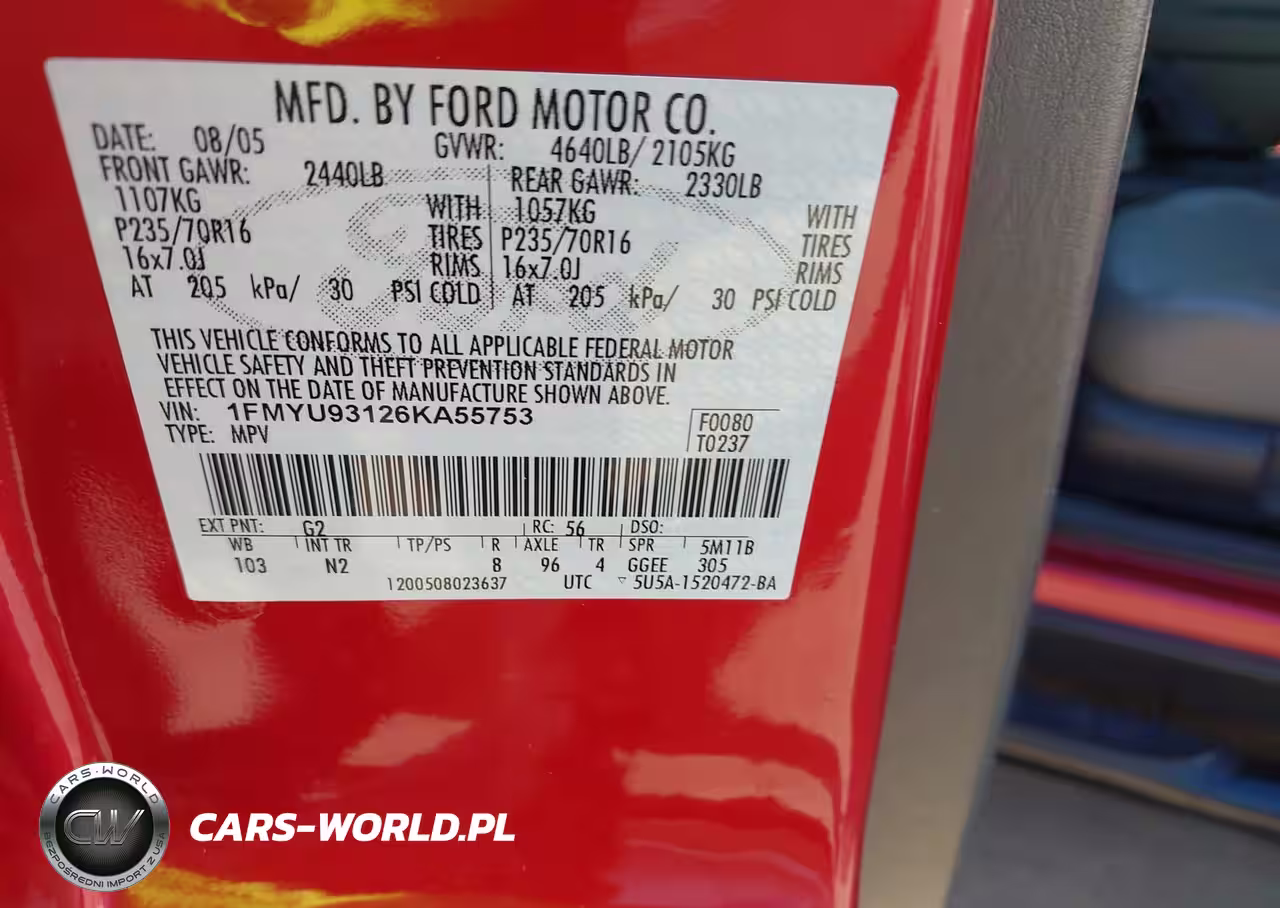 MFD. BY FORD MOTOR CO.
DATE: 08/05 GVWR: 4640LB/ 2105KG
FRONT GAWR: 2440LB REAR GAWR: 2330LB
1107KG WITH 1057KG WITH
P235/70R16 TIRES P235/70R16 TIRES
16x7.0J RIMS 16x7.0J RIMS
AT 205 kPa/ 30 PSI COLD AT 205 kPa/ 30 PSI COLD
THIS VEHICLE CONFORMS TO ALL APPLICABLE FEDERAL MOTOR
VEHICLE SAFETY AND THEFT PREVENTION STANDARDS IN
EFFECT ON THE DATE OF MANUFACTURE SHOWN ABOVE.
VIN: 1FMYU93126KA55753
TYPE: MPV
F0080
T0237
EXT PNT: G2 RC: 56 DSO:
WB INT TR TP/PS R AXLE TR SPR 5M11B
103 N2 8 96 4 GGEE 305
1200508023637 UTC 5U5A-1520472-BA
CARS-WORLD
CW
BEZPOŚREDNI IMPORT Z USA
CARS-WORLD.PL